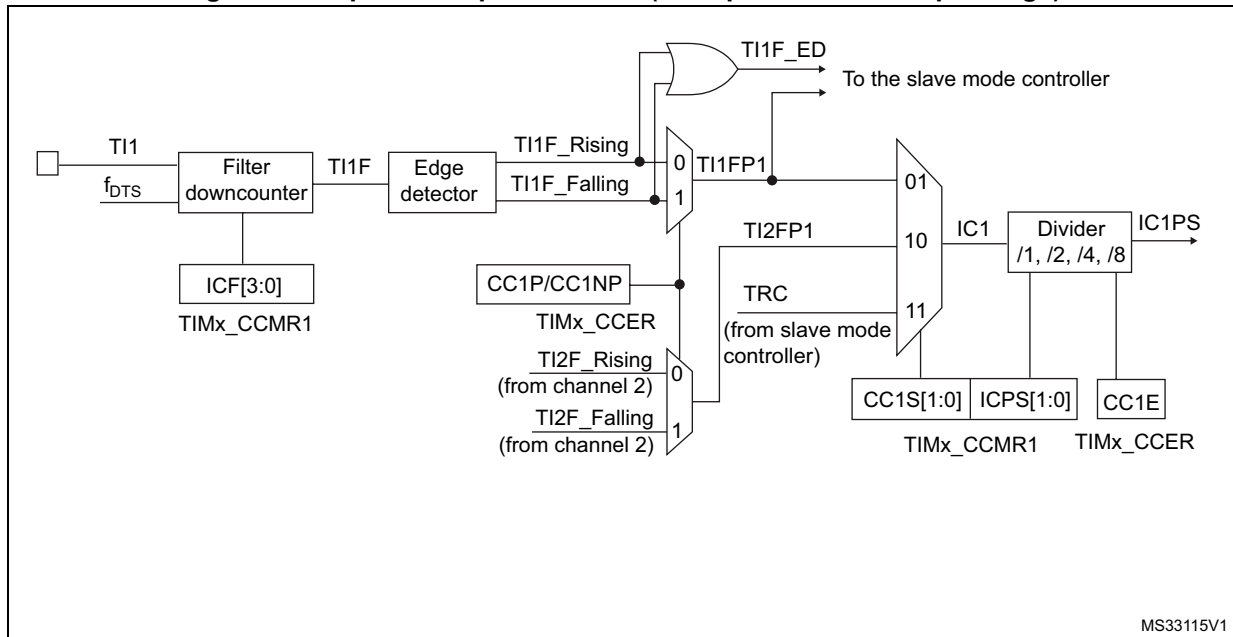 TI1F_ED
To the slave mode controller
TI1
f_DTS
Filter
downcounter
TI1F
Edge
detector
TI1F_Rising
TI1F_Falling
0
1
TI1FP1
01
10
11
TI2FP1
IC1
Divider
/1, /2, /4, /8
IC1PS
ICF[3:0]
TIMx_CCMR1
CC1P/CC1NP
TIMx_CCER
TRC
(from slave mode
controller)
TI2F_Rising
(from channel 2)
0
TI2F_Falling
(from channel 2)
1
CC1S[1:0]
ICPS[1:0]
CC1E
TIMx_CCMR1
TIMx_CCER
MS33115V1